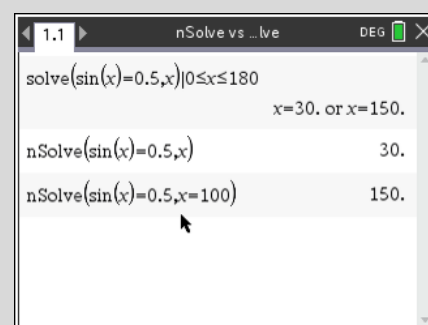 1.1 nSolve vs ...lve DEG
solve(sin(x)=0.5,x)|0≤x≤180
x=30. or x=150.
nSolve(sin(x)=0.5,x) 30.
nSolve(sin(x)=0.5,x=100) 150.